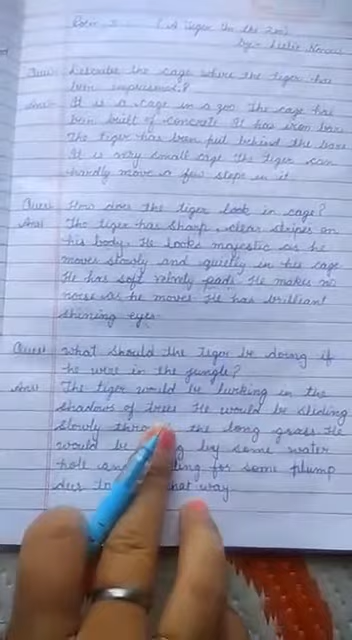 Poem 3 (A Tiger In the Zoo)
By:- Leslie Norris
Ques:- Describe the cage where the tiger has
been imprisoned.?
Ans:- It is a cage in a zoo The cage has
been built of concrete It has iron bars
The tiger has been put behind the bars
It is very small cage The tiger can
hardly move a few steps in it
Ques:- How does the tiger look in cage?
Ans) The tiger has sharp, clear stripes on
his body. He looks majestic as he
moves slowly and quietly in his cage
He has soft velvety pads. He makes no
noise as he moves He has brilliant
shining eyes.
Ques:- What should the Tiger be doing if
he were in the jungle?
Ans) The tiger would be lurking in the
shadows of trees He would be sliding
slowly the long grass He
would be by some water
hole for some plump
deer to that way